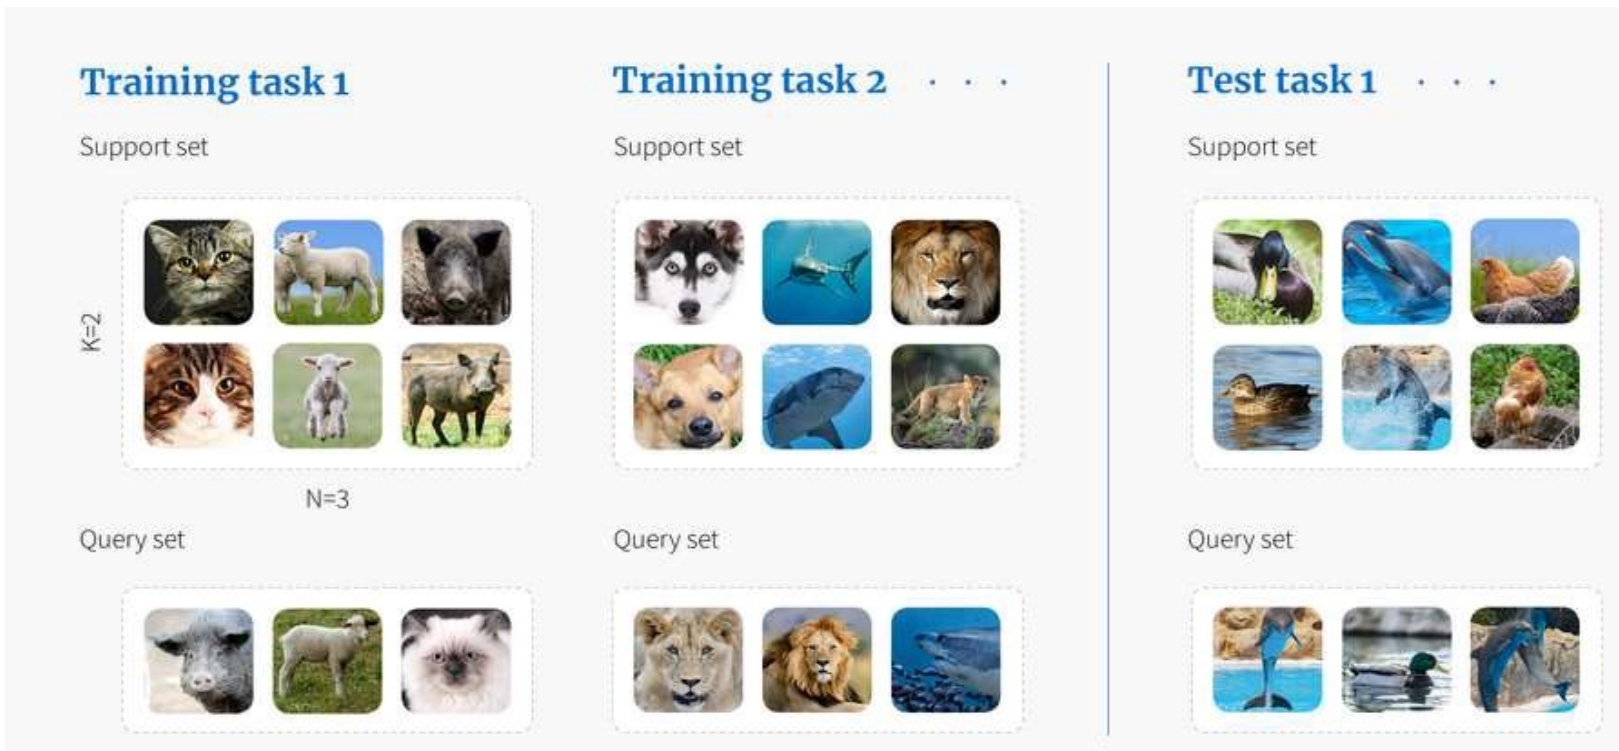 Training task 1
Training task 2 . . .
Test task 1 . . .
Support set
Support set
Support set
K=2
N=3
Query set
Query set
Query set